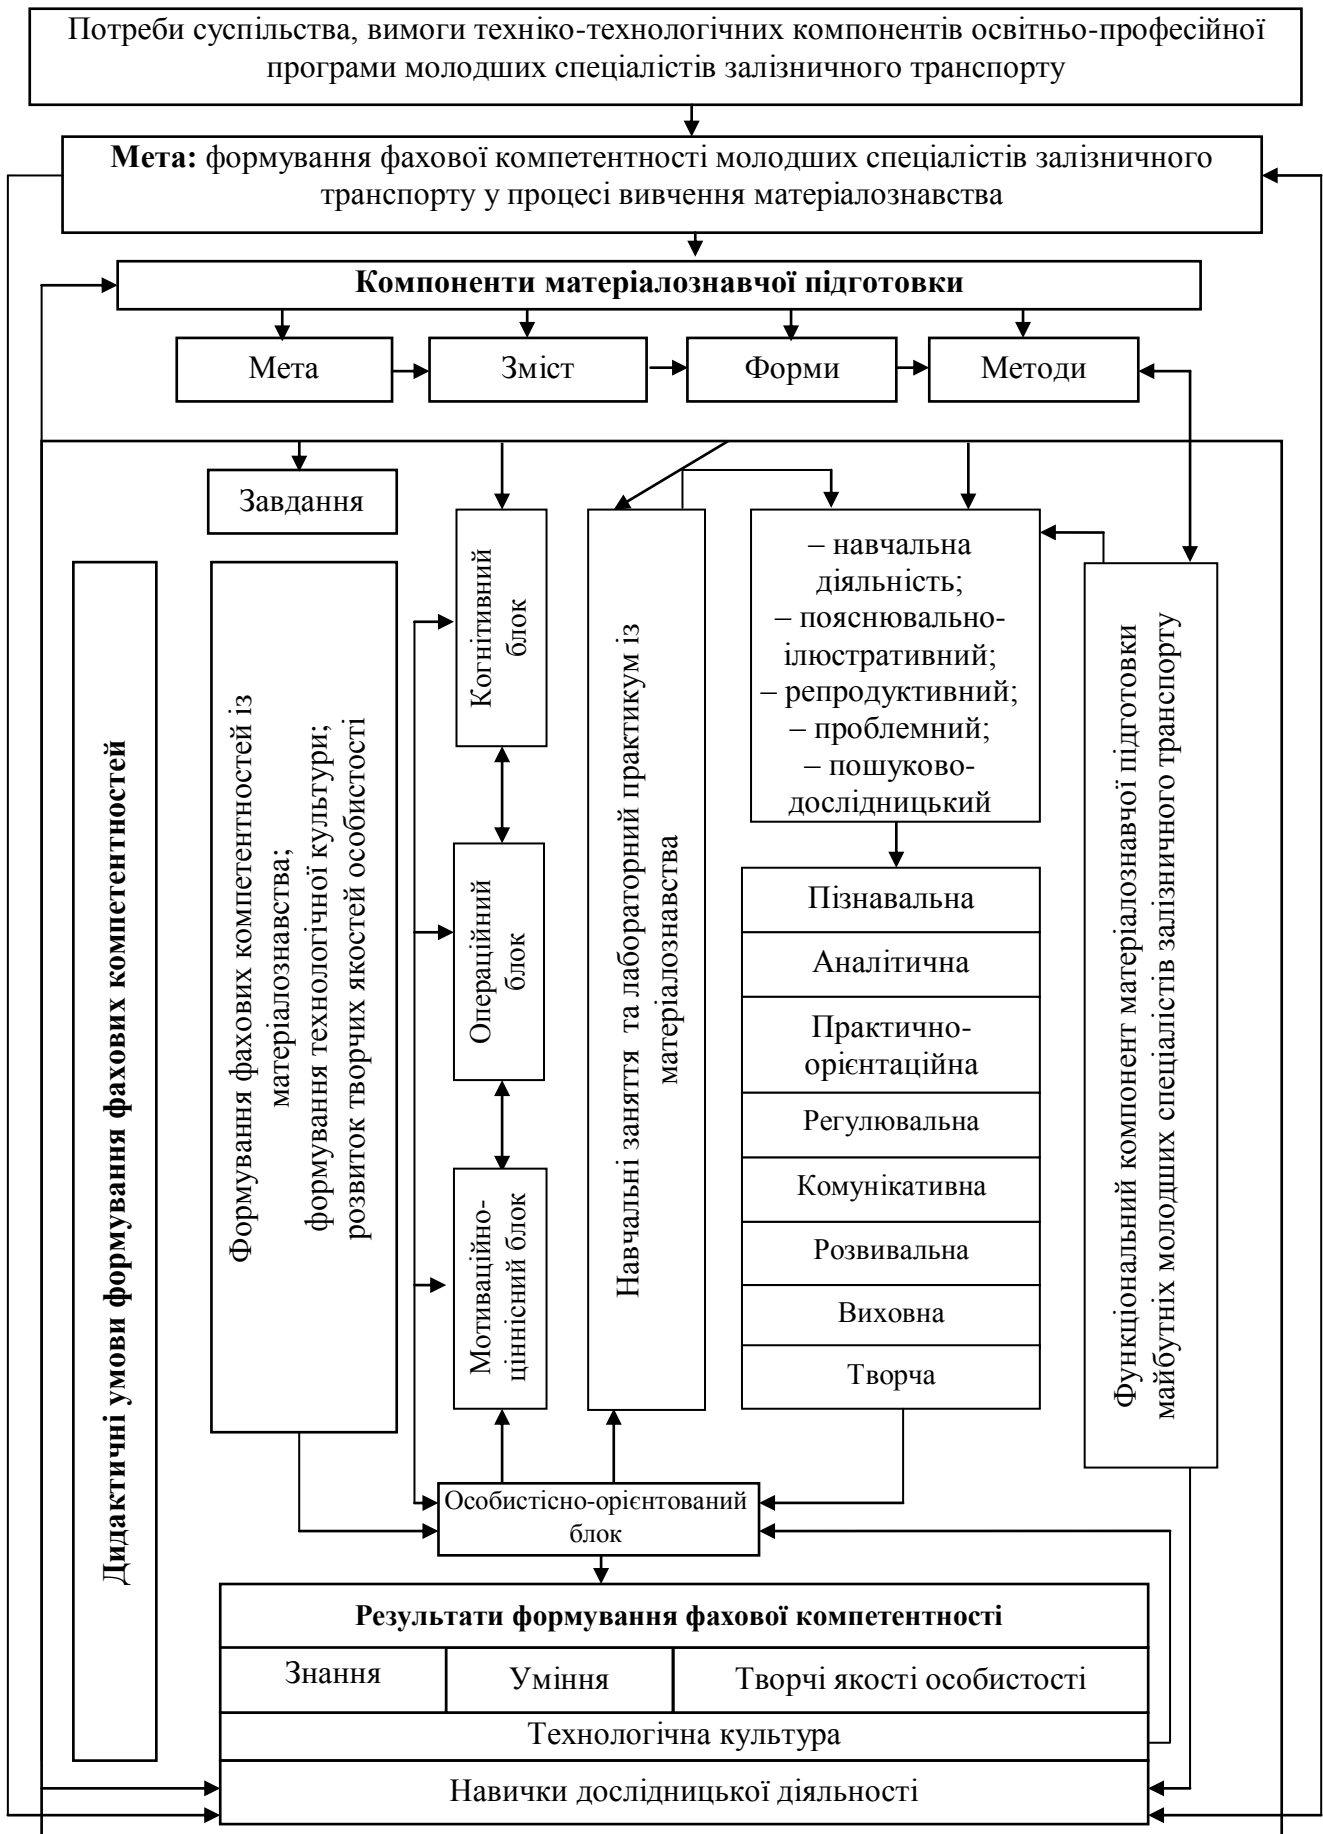 Потреби суспільства, вимоги техніко-технологічних компонентів освітньо-професійної
програми молодших спеціалістів залізничного транспорту
Мета: формування фахової компетентності молодших спеціалістів залізничного
транспорту у процесі вивчення матеріалознавства
Компоненти матеріалознавчої підготовки
Мета
Зміст
Форми
Методи
Завдання
Дидактичні умови формування фахових компетентностей
Формування фахових компетентностей із
матеріалознавства;
формування технологічної культури;
розвиток творчих якостей особистості
Когнітивний
блок
Операційний
блок
Мотиваційно-
ціннісний блок
Навчальні заняття та лабораторний практикум із
матеріалознавства
– навчальна
діяльність;
– пояснювально-
ілюстративний;
– репродуктивний;
– проблемний;
– пошуково-
дослідницький
Пізнавальна
Аналітична
Практично-
орієнтаційна
Регулювальна
Комунікативна
Розвивальна
Виховна
Творча
Функціональний компонент матеріалознавчої підготовки
майбутніх молодших спеціалістів залізничного транспорту
Особистісно-орієнтований
блок
Результати формування фахової компетентності
Знання
Уміння
Творчі якості особистості
Технологічна культура
Навички дослідницької діяльності